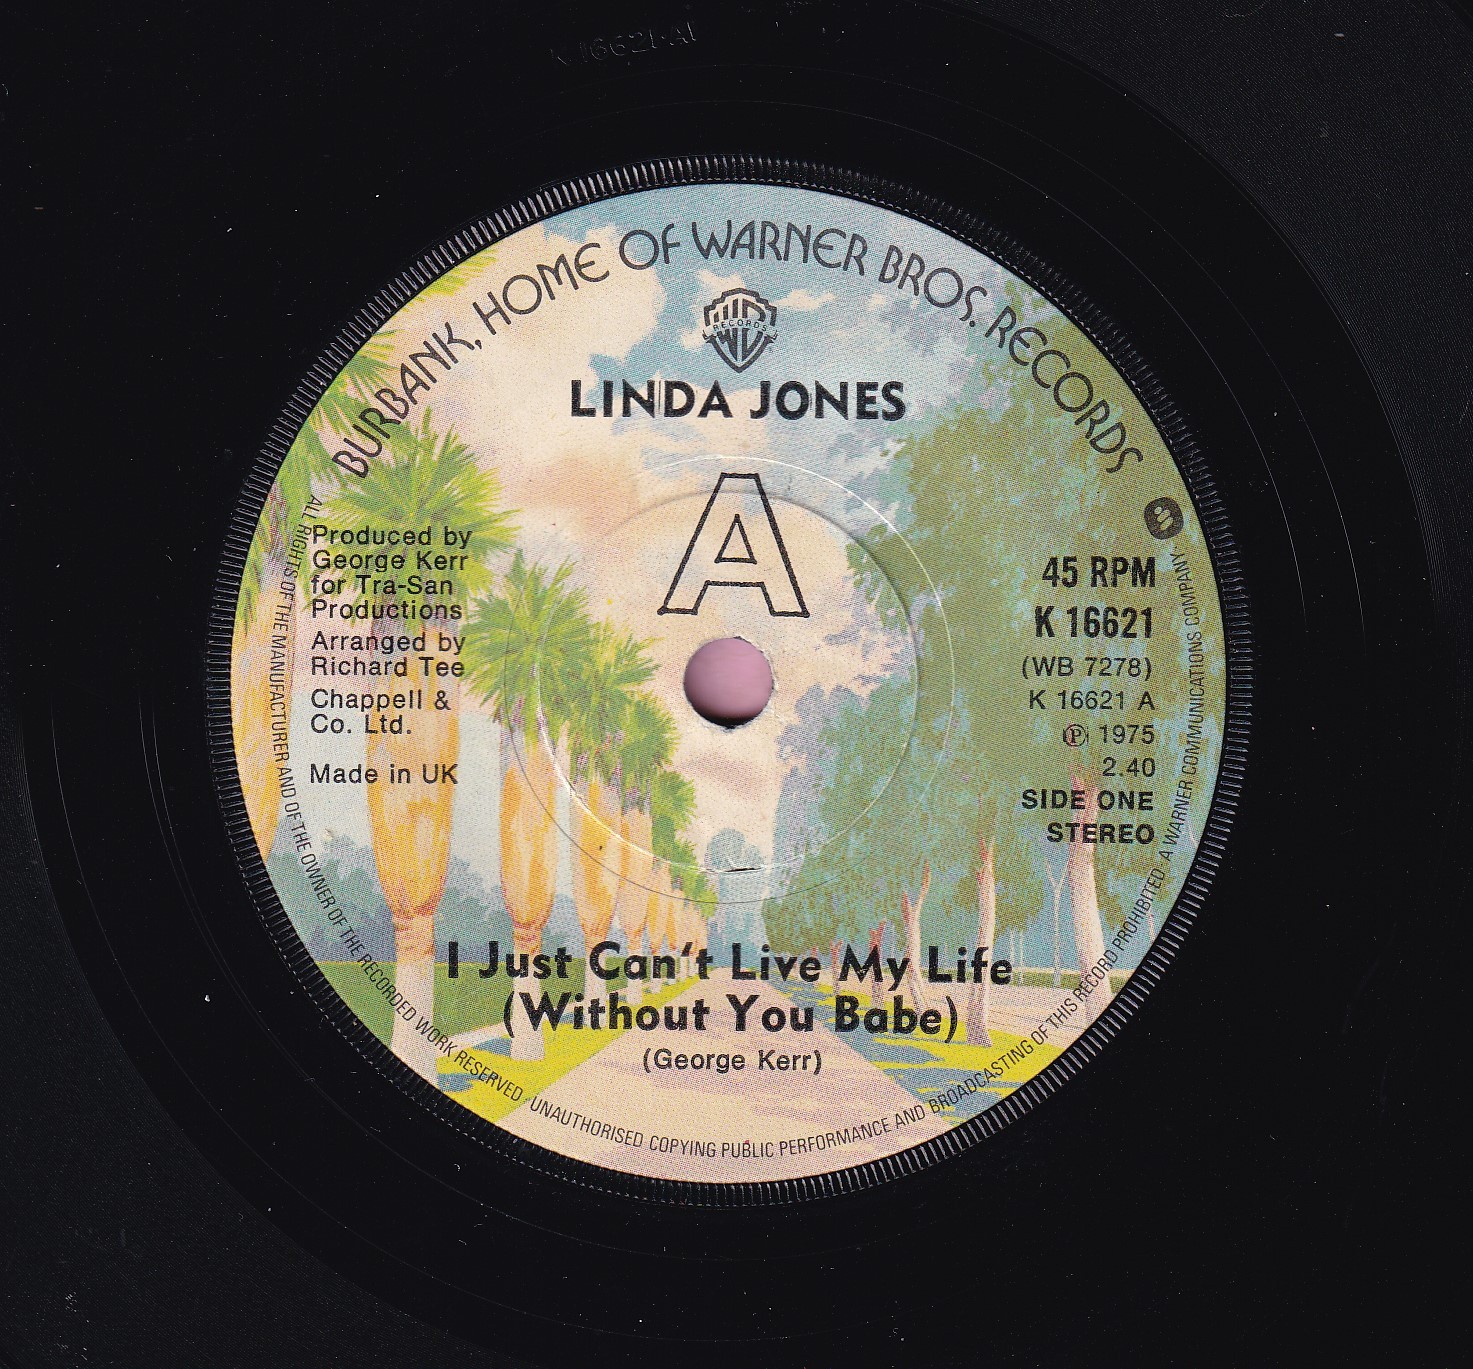 K 16621·A1
BURBANK, HOME OF WARNER BROS. RECORDS
RECORDS
LINDA JONES
A
Produced by
George Kerr
for Tra-San
Productions
Arranged by
Richard Tee
Chappell &
Co. Ltd.
Made in UK
45 RPM
K 16621
(WB 7278)
K 16621 A
℗ 1975
2.40
SIDE ONE
STEREO
I Just Can't Live My Life
(Without You Babe)
(George Kerr)
ALL RIGHTS OF THE MANUFACTURER AND OF THE OWNER OF THE RECORDED WORK RESERVED · UNAUTHORISED COPYING PUBLIC PERFORMANCE AND BROADCASTING OF THIS RECORD PROHIBITED A WARNER COMMUNICATIONS COMPANY